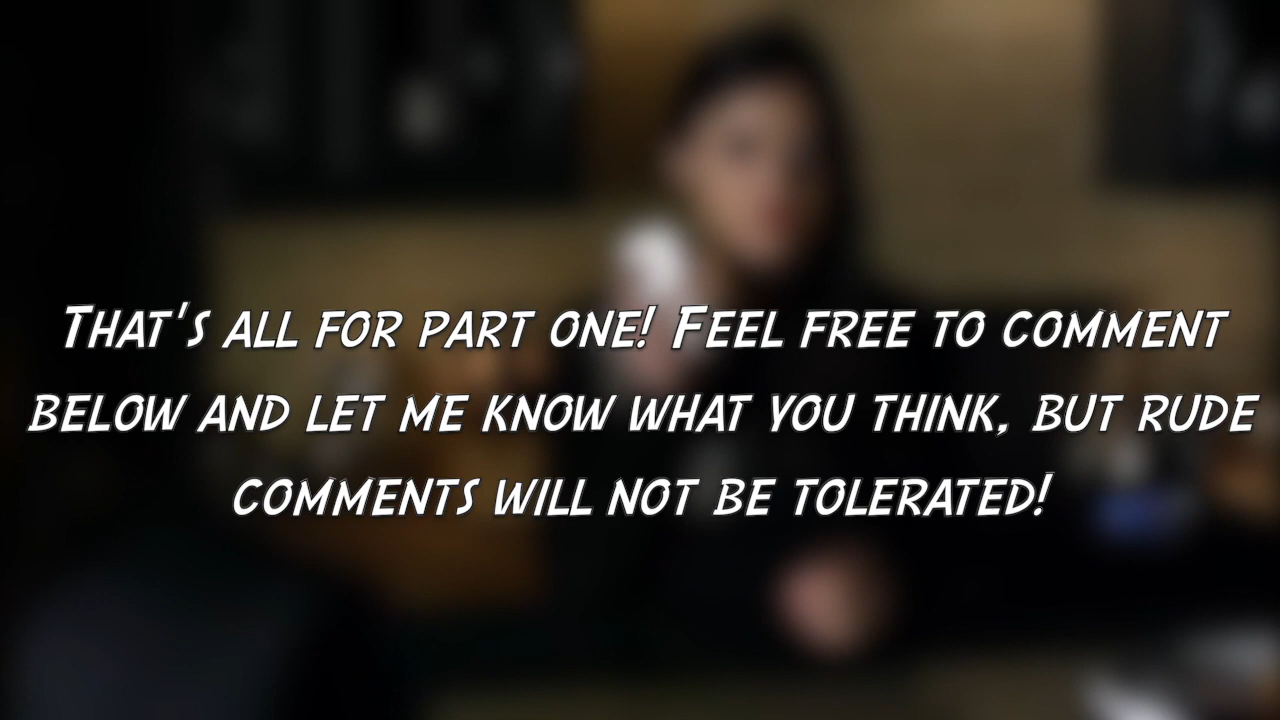 That's all for part one! Feel free to comment
below and let me know what you think, but rude
comments will not be tolerated!